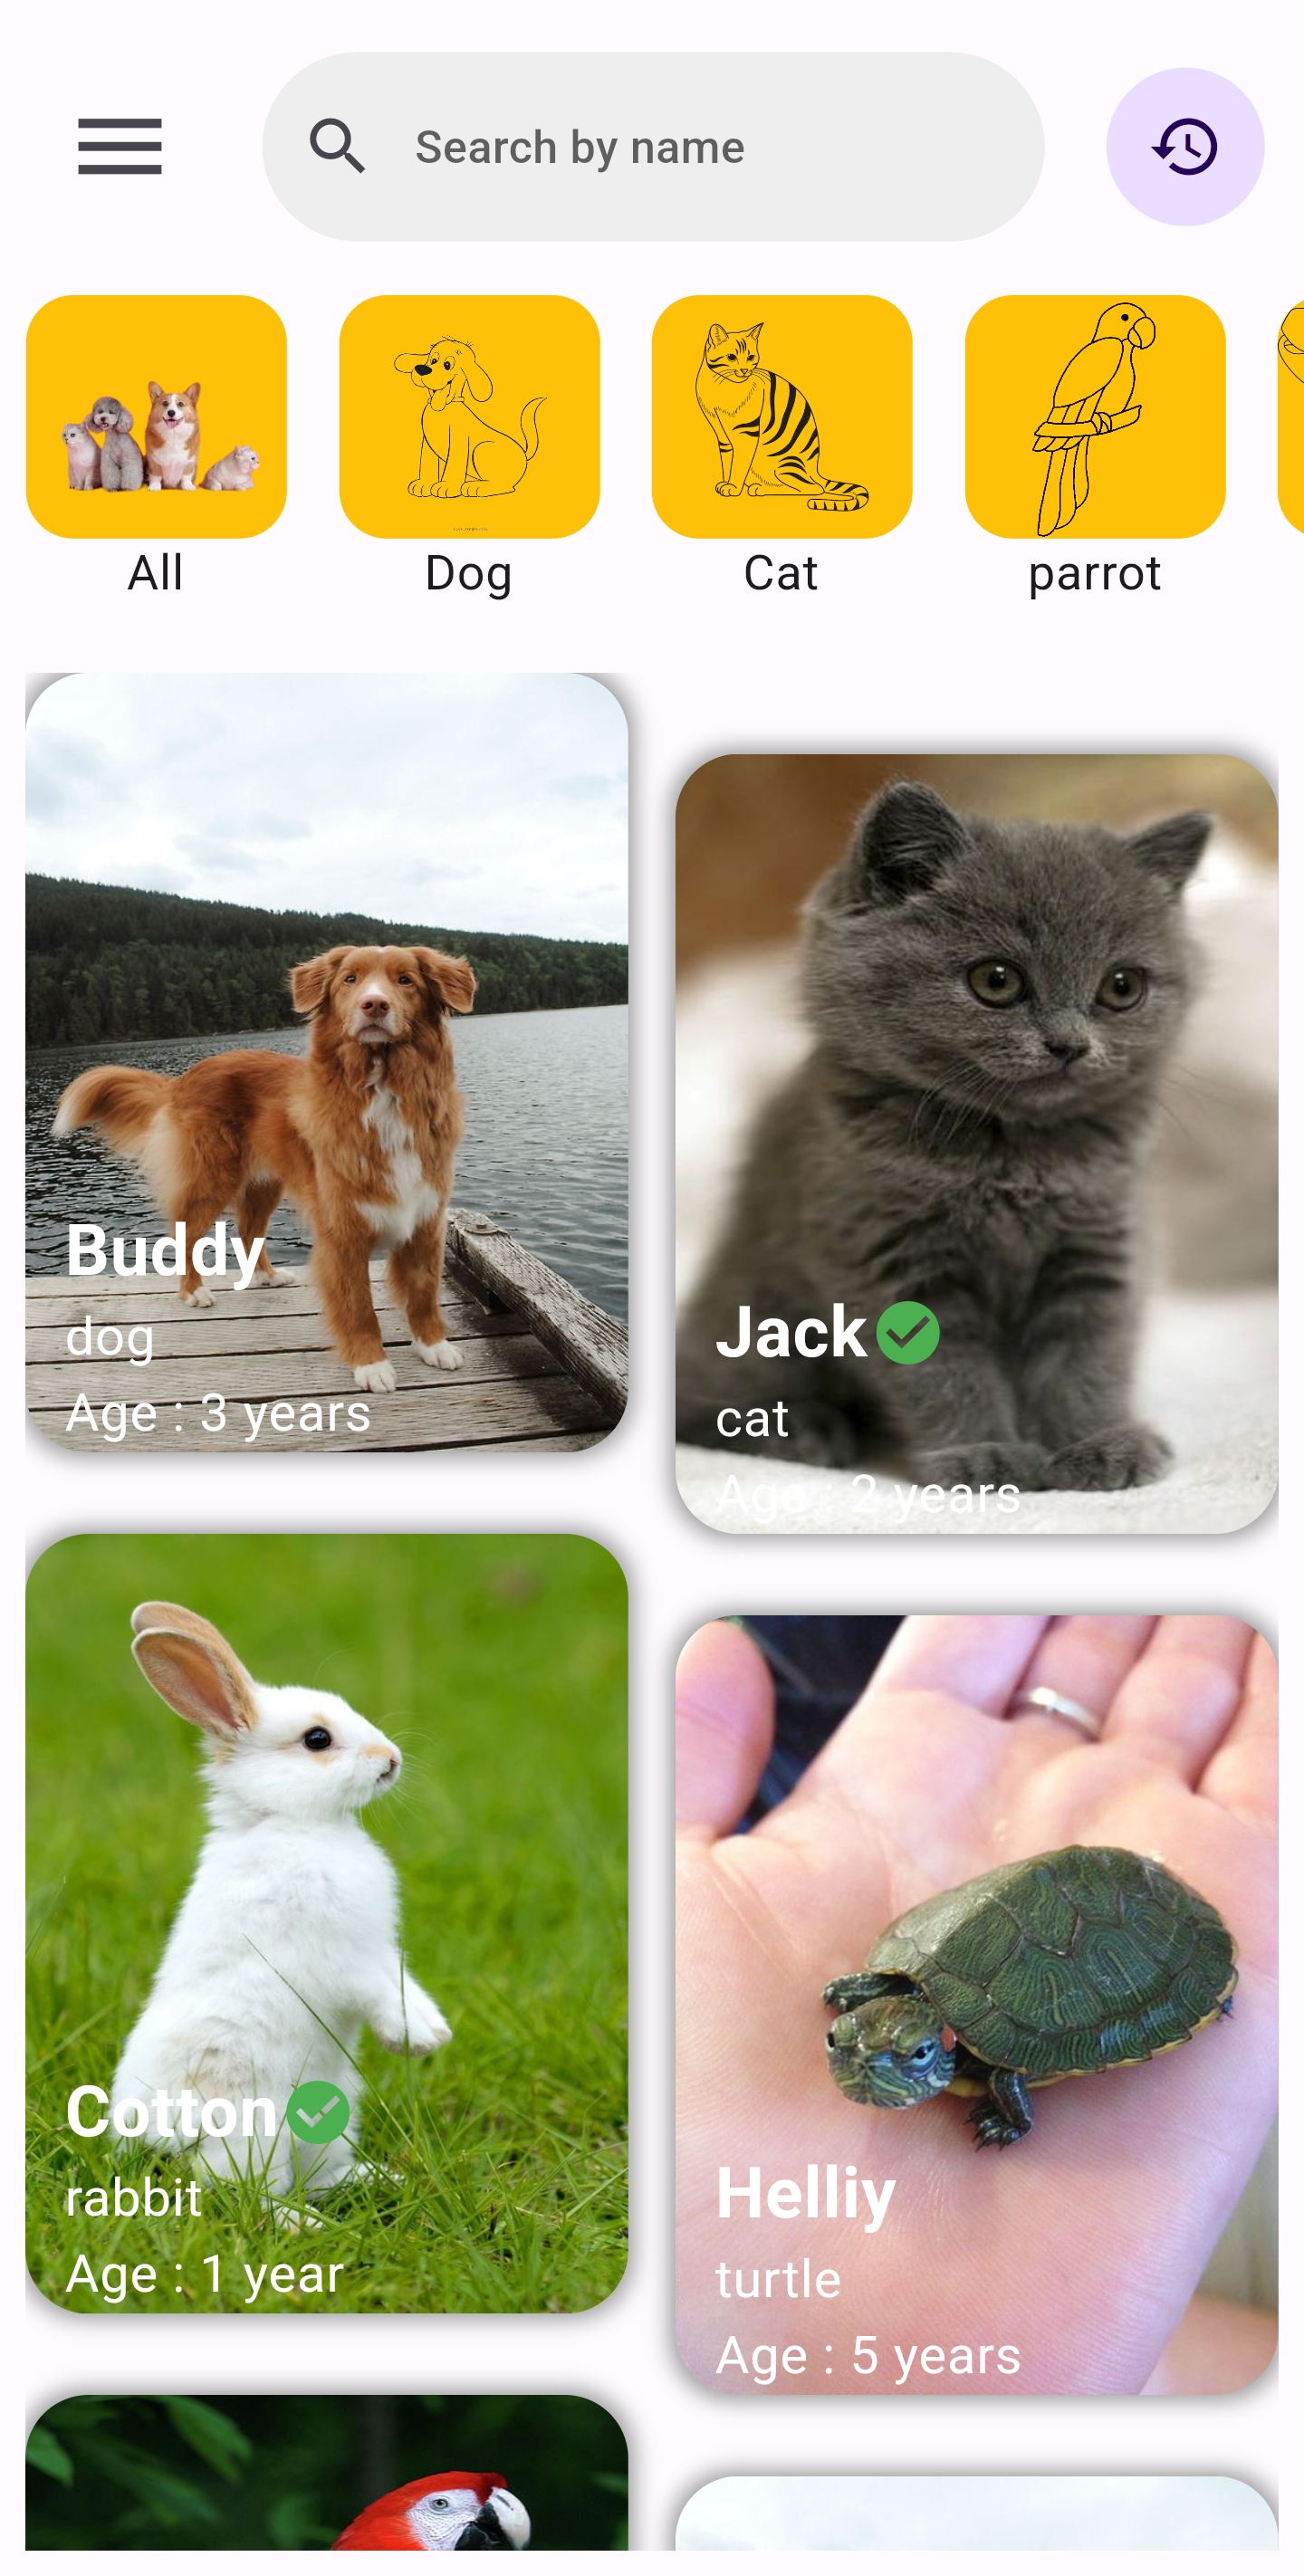 Search by name
All
Dog
Cat
parrot
Buddy
dog
Age : 3 years
Jack
cat
Age : 2 years
Cotton
rabbit
Age : 1 year
Helliy
turtle
Age : 5 years